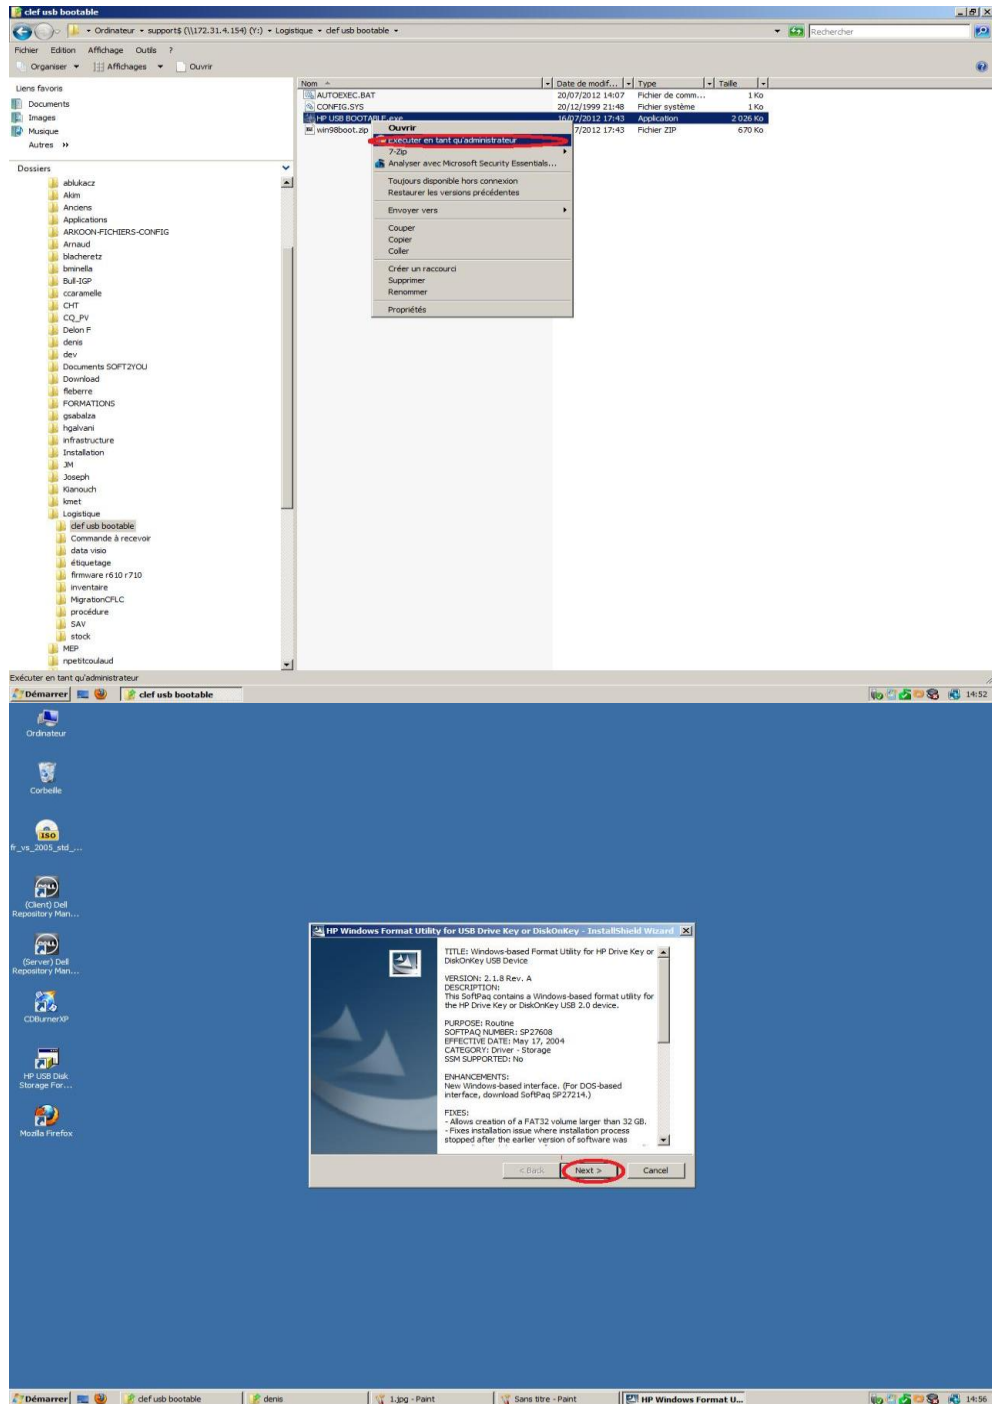 clef usb bootable
Ordinateur ▾ support$ (\\172.31.4.154) (Y:) ▾ Logistique ▾ clef usb bootable ▾
Rechercher
Fichier Edition Affichage Outils ?
Organiser ▾ Affichages ▾ Ouvrir
Liens favoris
Documents
Images
Musique
Autres »
Dossiers
ablukacz
Akim
Anciens
Applications
ARKOON-FICHIERS-CONFIG
Arnaud
blacheretz
bminella
Bull-IGP
ccaramelle
CHT
CQ_PV
Delon F
denis
dev
Documents SOFT2YOU
Download
fleberre
FORMATIONS
gsabalza
hgalvani
infrastructure
Installation
JM
Joseph
Kianouch
kmet
Logistique
clef usb bootable
Commande à recevoir
data visio
étiquetage
firmware r610 r710
inventaire
MigrationCFLC
procédure
SAV
stock
MEP
npetitcoulaud
Nom Date de modif... Type Taille
AUTOEXEC.BAT 20/07/2012 14:07 Fichier de comm... 1 Ko
CONFIG.SYS 20/12/1999 21:48 Fichier système 1 Ko
HP USB BOOTABLE.exe 16/07/2012 17:43 Application 2 026 Ko
win98boot.zip 7/2012 17:43 Fichier ZIP 670 Ko
Ouvrir
Exécuter en tant qu'administrateur
7-Zip
Analyser avec Microsoft Security Essentials...
Toujours disponible hors connexion
Restaurer les versions précédentes
Envoyer vers
Couper
Copier
Coller
Créer un raccourci
Supprimer
Renommer
Propriétés
Exécuter en tant qu'administrateur
Démarrer clef usb bootable 14:52
Ordinateur
Corbeille
ISO
fr_vs_2005_std_...
DELL
(Client) Dell
Repository Man...
DELL
(Server) Dell
Repository Man...
CDBurnerXP
HP USB Disk
Storage For...
Mozilla Firefox
HP Windows Format Utility for USB Drive Key or DiskOnKey - InstallShield Wizard
TITLE: Windows-based Format Utility for HP Drive Key or
DiskOnKey USB Device
VERSION: 2.1.8 Rev. A
DESCRIPTION:
This SoftPaq contains a Windows-based format utility for
the HP Drive Key or DiskOnKey USB 2.0 device.
PURPOSE: Routine
SOFTPAQ NUMBER: SP27608
EFFECTIVE DATE: May 17, 2004
CATEGORY: Driver - Storage
SSM SUPPORTED: No
ENHANCEMENTS:
New Windows-based interface. (For DOS-based
interface, download SoftPaq SP27214.)
FIXES:
- Allows creation of a FAT32 volume larger than 32 GB.
- Fixes installation issue where installation process
stopped after the earlier version of software was
< Back Next > Cancel
Démarrer clef usb bootable denis 1.jpg - Paint Sans titre - Paint HP Windows Format U... 14:56